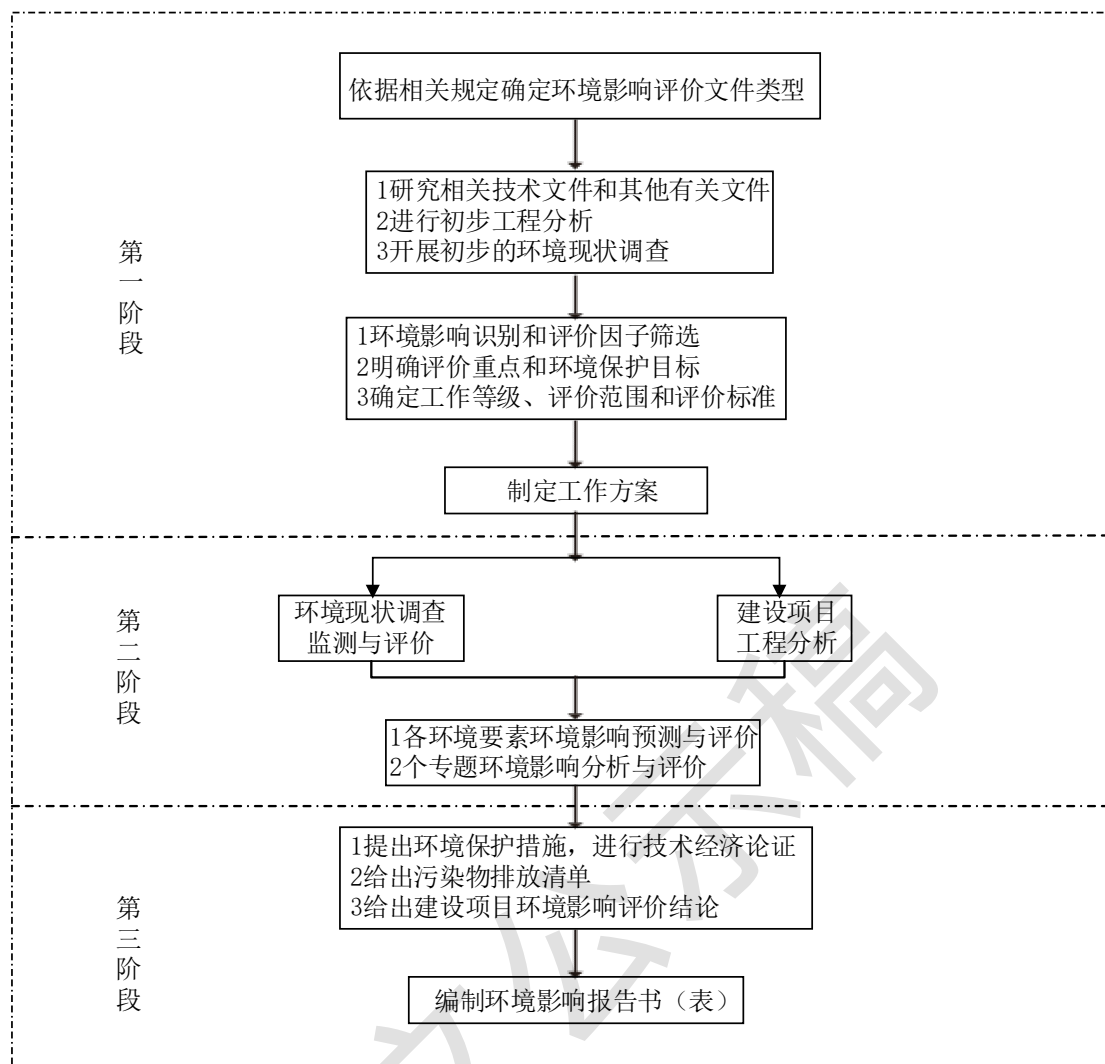 依据相关规定确定环境影响评价文件类型
1研究相关技术文件和其他有关文件
2进行初步工程分析
3开展初步的环境现状调查
第一阶段
1环境影响识别和评价因子筛选
2明确评价重点和环境保护目标
3确定工作等级、评价范围和评价标准
制定工作方案
第二阶段
环境现状调查
监测与评价
建设项目
工程分析
1各环境要素环境影响预测与评价
2个专题环境影响分析与评价
第三阶段
1提出环境保护措施，进行技术经济论证
2给出污染物排放清单
3给出建设项目环境影响评价结论
编制环境影响报告书（表）
公示稿